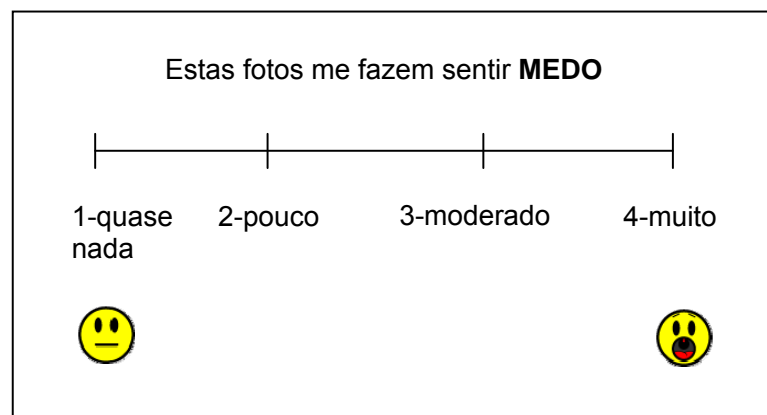 Estas fotos me fazem sentir MEDO
1-quase nada 2-pouco 3-moderado 4-muito